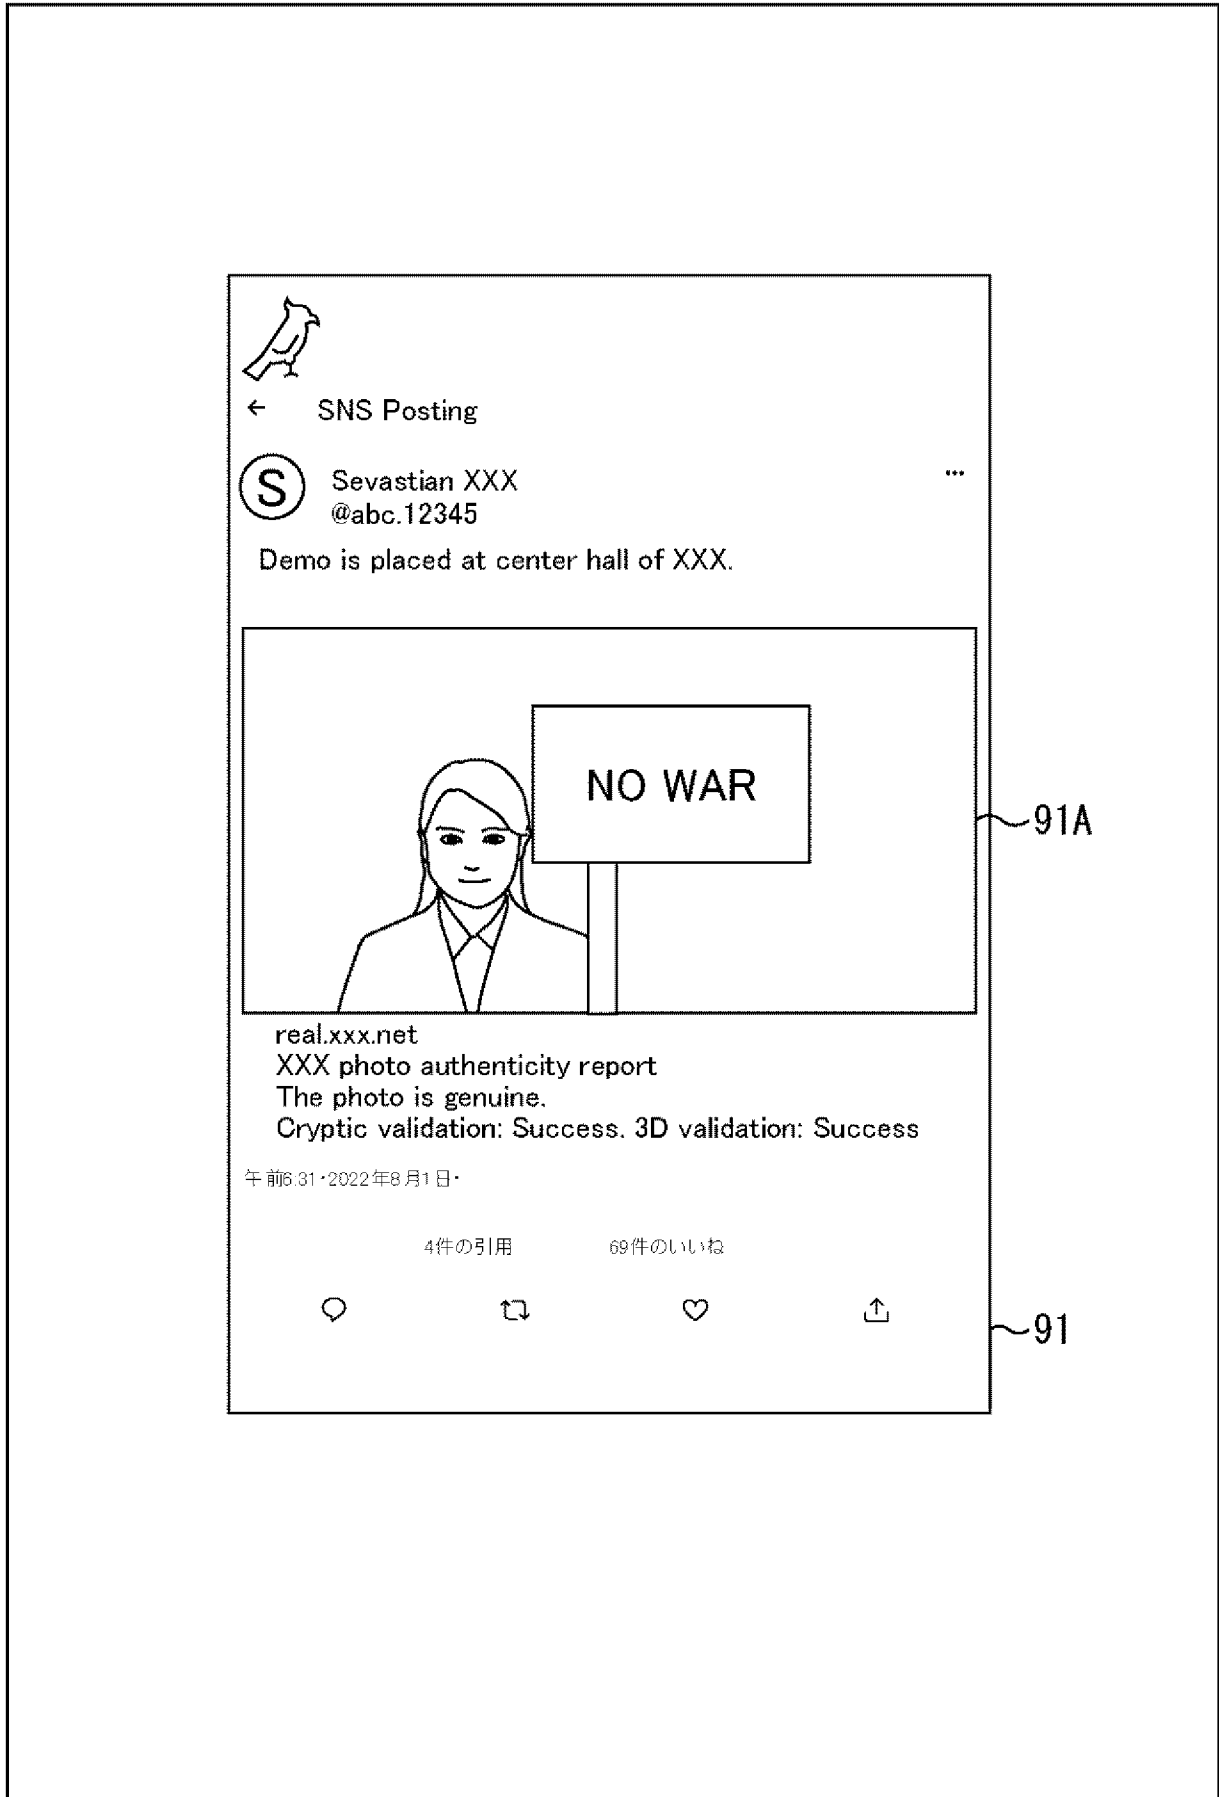 SNS Posting
S
Sevastian XXX
@abc.12345
Demo is placed at center hall of XXX.
NO WAR
91A
real.xxx.net
XXX photo authenticity report
The photo is genuine.
Cryptic validation: Success. 3D validation: Success
午前6:31・2022年8月1日・
4件の引用 69件のいいね
91